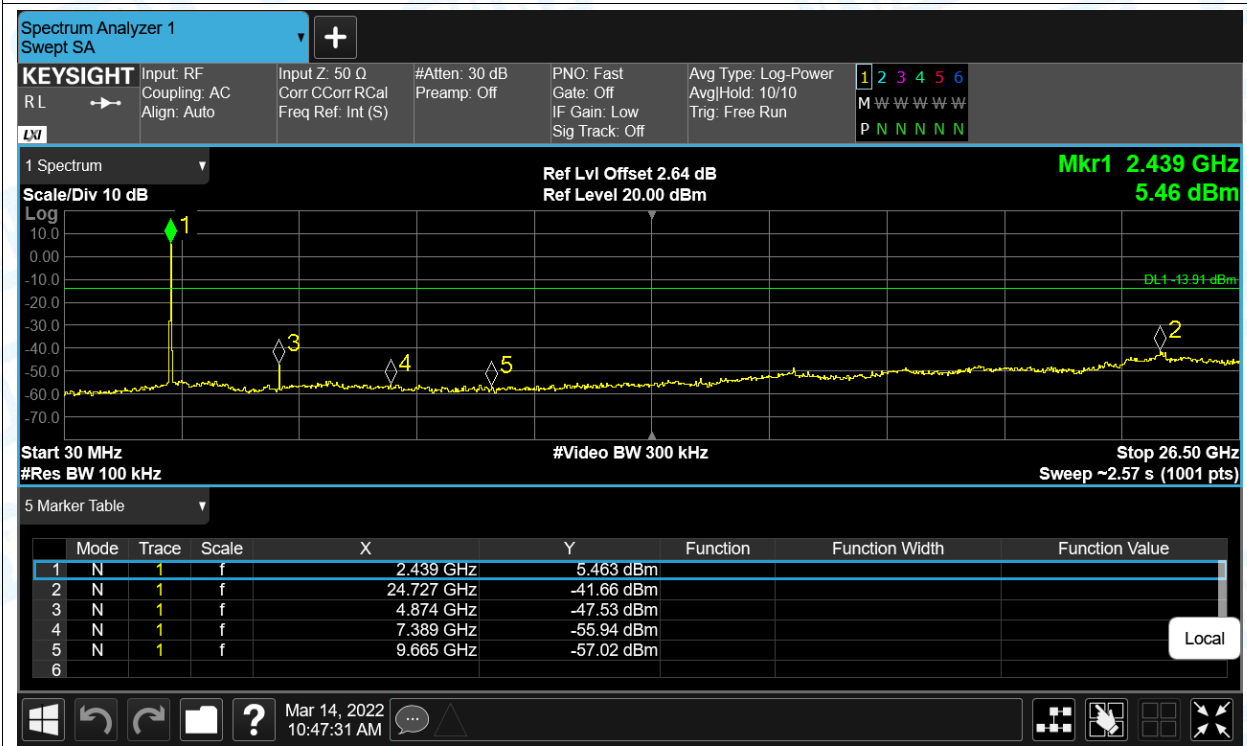 Spectrum Analyzer 1
Swept SA
KEYSIGHT
R L
LXI
Input: RF
Coupling: AC
Align: Auto
Input Z: 50 Ω
Corr CCorr RCal
Freq Ref: Int (S)
#Atten: 30 dB
Preamp: Off
PNO: Fast
Gate: Off
IF Gain: Low
Sig Track: Off
Avg Type: Log-Power
Avg|Hold: 10/10
Trig: Free Run
1 2 3 4 5 6
M W W W W W
P N N N N N
1 Spectrum
Scale/Div 10 dB
Ref Lvl Offset 2.64 dB
Ref Level 20.00 dBm
Mkr1 2.439 GHz
5.46 dBm
Log
10.0
0.00
-10.0
-20.0
-30.0
-40.0
-50.0
-60.0
-70.0
1
DL1 -13.91 dBm
2
3
4
5
Start 30 MHz
#Res BW 100 kHz
#Video BW 300 kHz
Stop 26.50 GHz
Sweep ~2.57 s (1001 pts)
5 Marker Table
Mode Trace Scale X Y Function Function Width Function Value
1 N 1 f 2.439 GHz 5.463 dBm
2 N 1 f 24.727 GHz -41.66 dBm
3 N 1 f 4.874 GHz -47.53 dBm
4 N 1 f 7.389 GHz -55.94 dBm
5 N 1 f 9.665 GHz -57.02 dBm
6
Local
?
Mar 14, 2022
10:47:31 AM